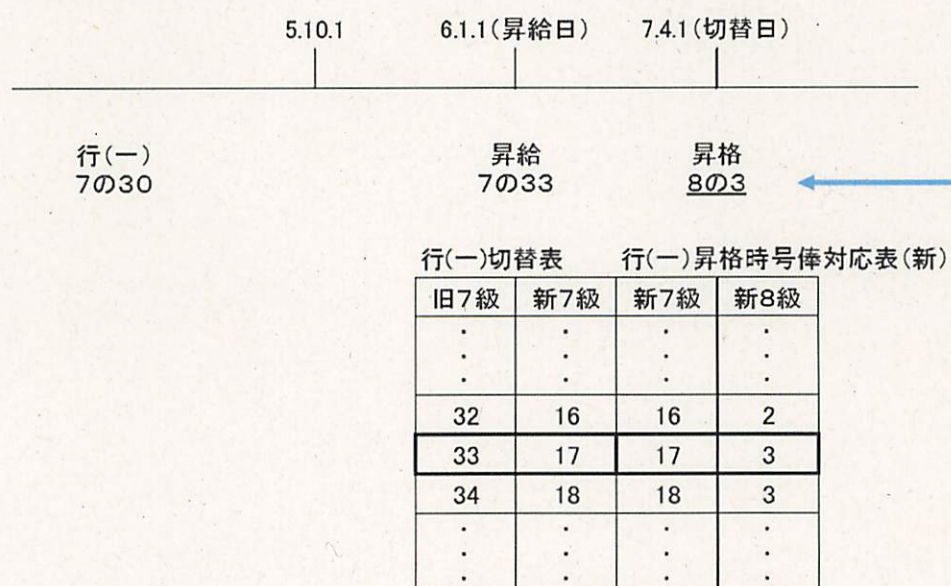 5.10.1 6.1.1(昇給日) 7.4.1(切替日)
行(一) 昇給 昇格
7の30 7の33 8の3
行(一)切替表 行(一)昇格時号俸対応表(新)
旧7級 新7級 新7級 新8級
・ ・ ・ ・
・ ・ ・ ・
・ ・ ・ ・
32 16 16 2
33 17 17 3
34 18 18 3
・ ・ ・ ・
・ ・ ・ ・
・ ・ ・ ・